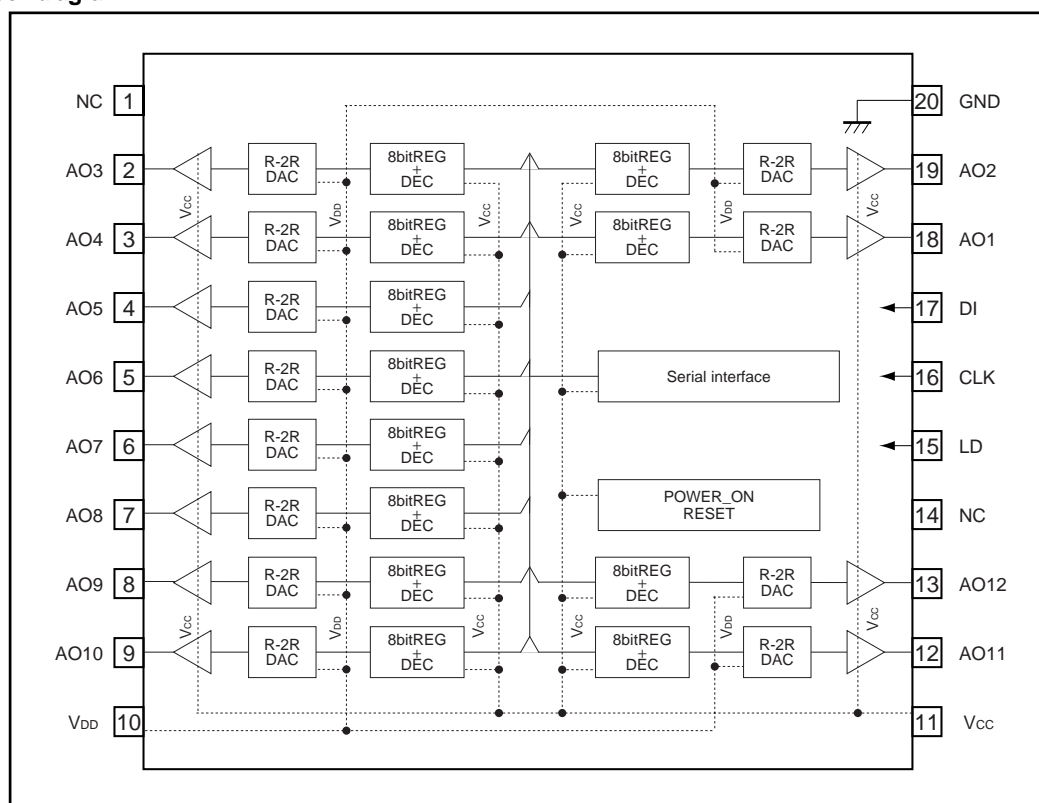 NC 1
20 GND
AO3 2 R-2R DAC 8bitREG + DEC 8bitREG + DEC R-2R DAC 19 AO2
VCC VDD VCC VCC VDD VCC
AO4 3 R-2R DAC 8bitREG + DEC 8bitREG + DEC R-2R DAC 18 AO1
AO5 4 R-2R DAC 8bitREG + DEC 17 DI
AO6 5 R-2R DAC 8bitREG + DEC Serial interface 16 CLK
AO7 6 R-2R DAC 8bitREG + DEC 15 LD
AO8 7 R-2R DAC 8bitREG + DEC POWER_ON RESET 14 NC
AO9 8 R-2R DAC 8bitREG + DEC 8bitREG + DEC R-2R DAC 13 AO12
VCC VDD VCC VCC VDD VCC
AO10 9 R-2R DAC 8bitREG + DEC 8bitREG + DEC R-2R DAC 12 AO11
VDD 10
11 VCC